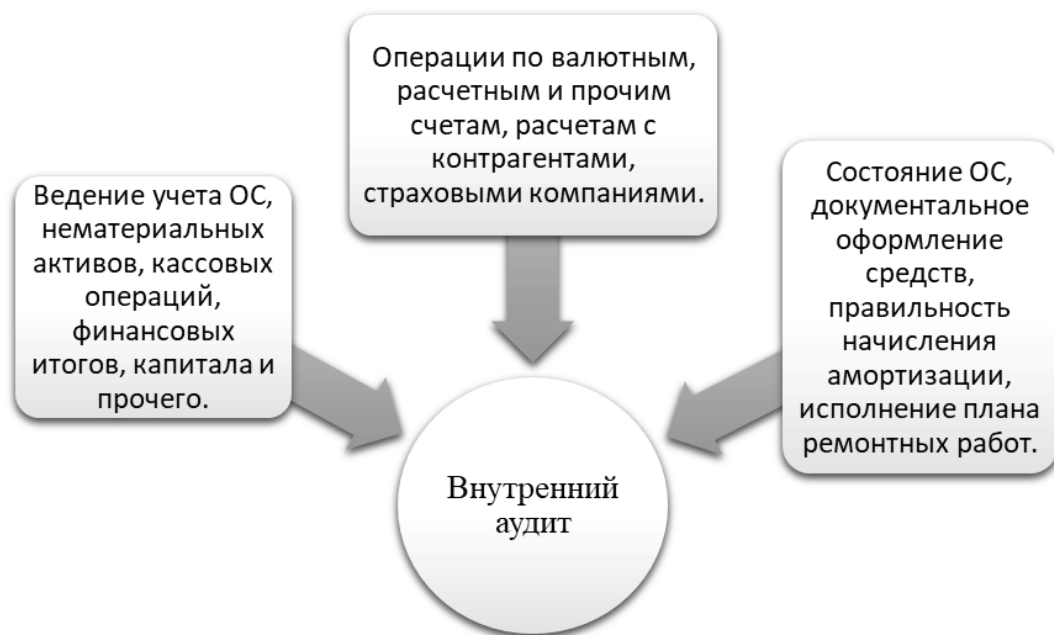 Ведение учета ОС,
нематериальных
активов, кассовых
операций,
финансовых
итогов, капитала и
прочего.
Операции по валютным,
расчетным и прочим
счетам, расчетам с
контрагентами,
страховыми компаниями.
Состояние ОС,
документальное
оформление
средств,
правильность
начисления
амортизации,
исполнение плана
ремонтных работ.
Внутренний
аудит